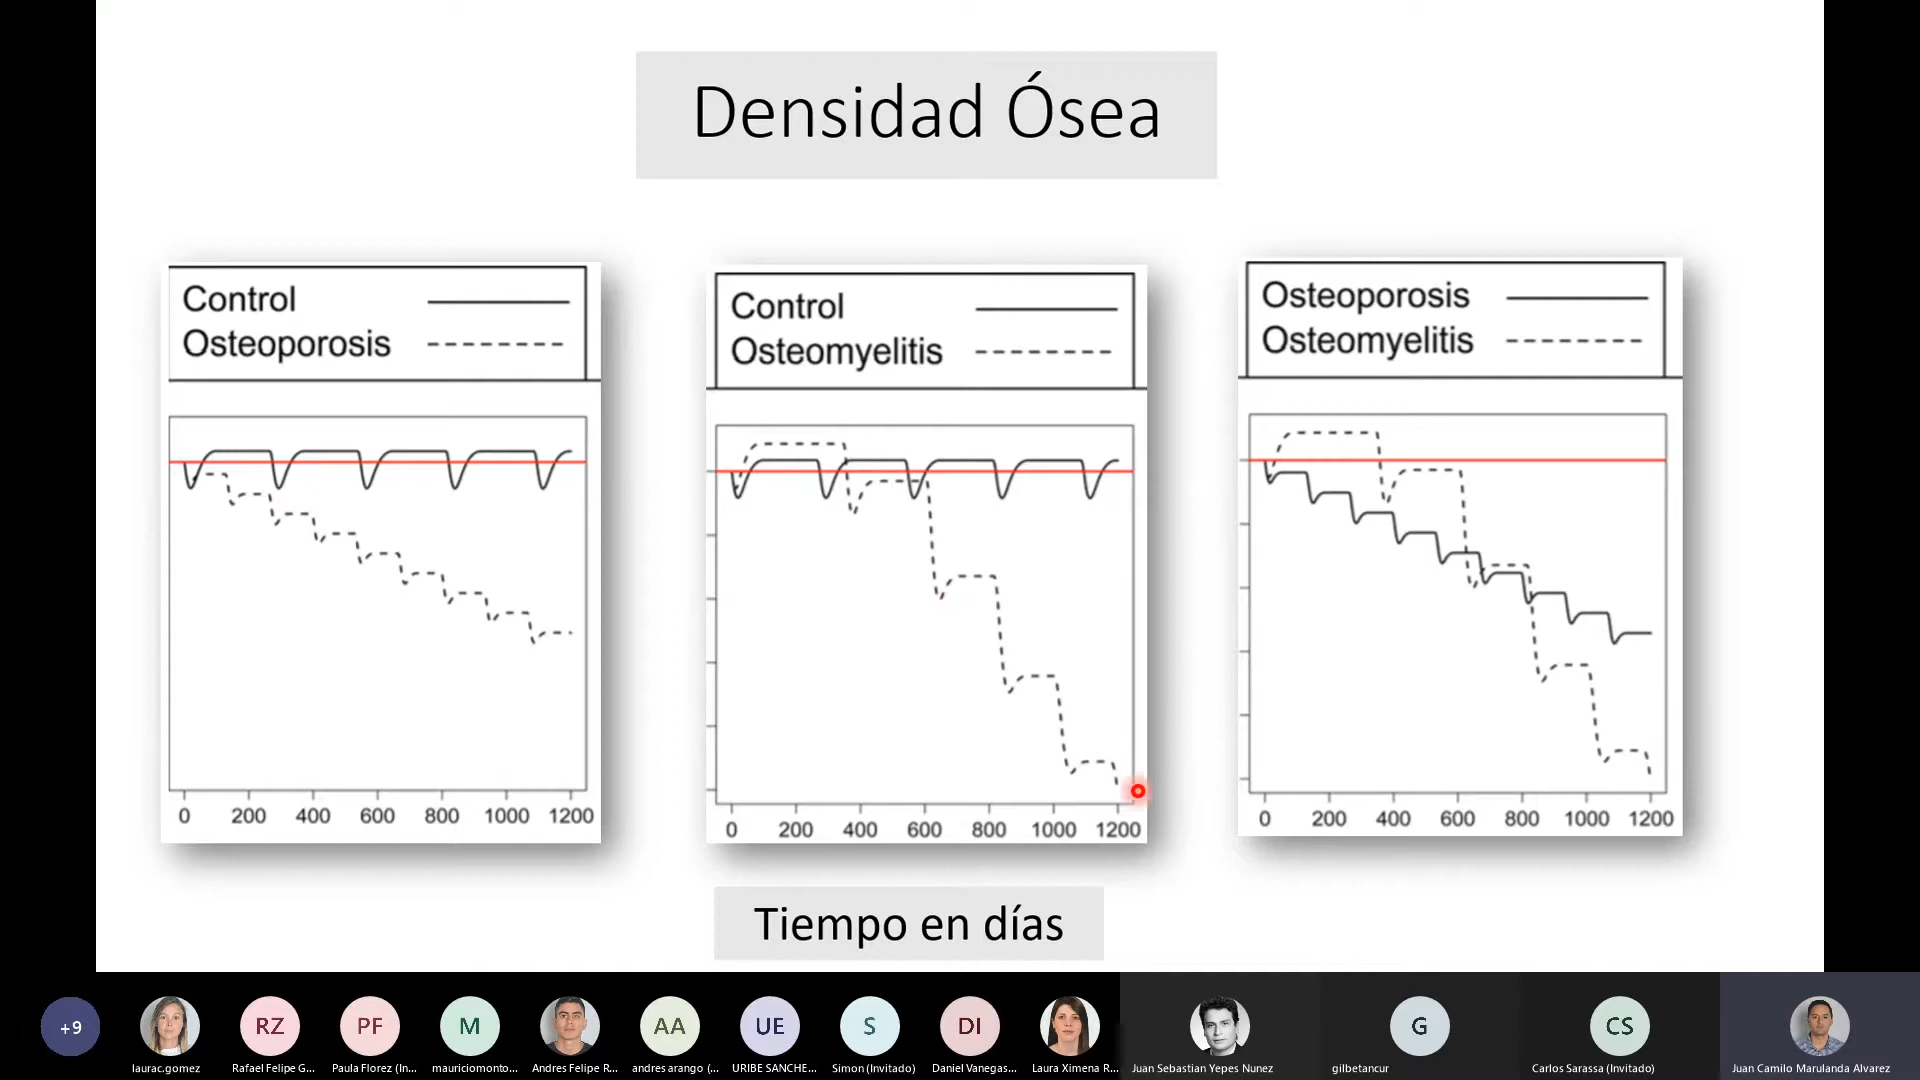 Densidad Ósea
Control
Osteoporosis
0 200 400 600 800 1000 1200
Control
Osteomyelitis
0 200 400 600 800 1000 1200
Osteoporosis
Osteomyelitis
0 200 400 600 800 1000 1200
Tiempo en días
+9
RZ
PF
M
AA
UE
S
DI
G
CS
laurac.gomez
Rafael Felipe G...
Paula Florez (In...
mauriciomonto...
Andres Felipe R...
andres arango (...
URIBE SANCHE...
Simon (Invitado)
Daniel Vanegas...
Laura Ximena R...
Juan Sebastian Yepes Nunez
gilbetancur
Carlos Sarassa (Invitado)
Juan Camilo Marulanda Alvarez